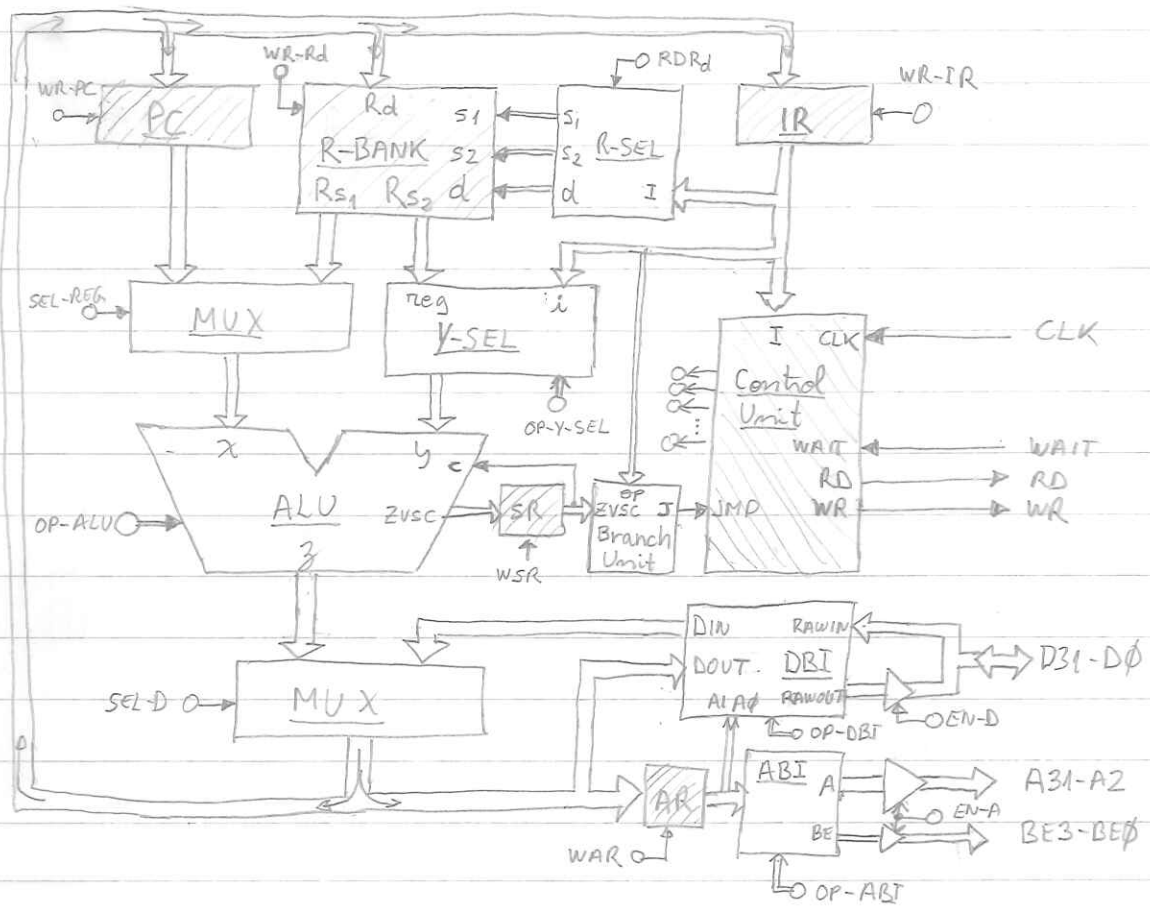 WR-PC
PC
WR-Rd
Rd
R-BANK
s1
s2
Rs1 Rs2 d
RDRd
s1
s2
d
R-SEL
I
IR
WR-IR
SEL-REG
MUX
reg i
Y-SEL
OP-Y-SEL
I CLK
Control
Unit
WAIT
RD
JMP WR
CLK
WAIT
RD
WR
x y c
ALU
ZVSC
z
OP-ALU
SR
WSR
OP
ZVSC J
Branch
Unit
SEL-D
MUX
DIN RAWIN
DOUT DBI
A1A0 RAWOUT
D31-D0
EN-D
OP-DBI
AR
WAR
ABI
A
BE
EN-A
OP-ABI
A31-A2
BE3-BE0